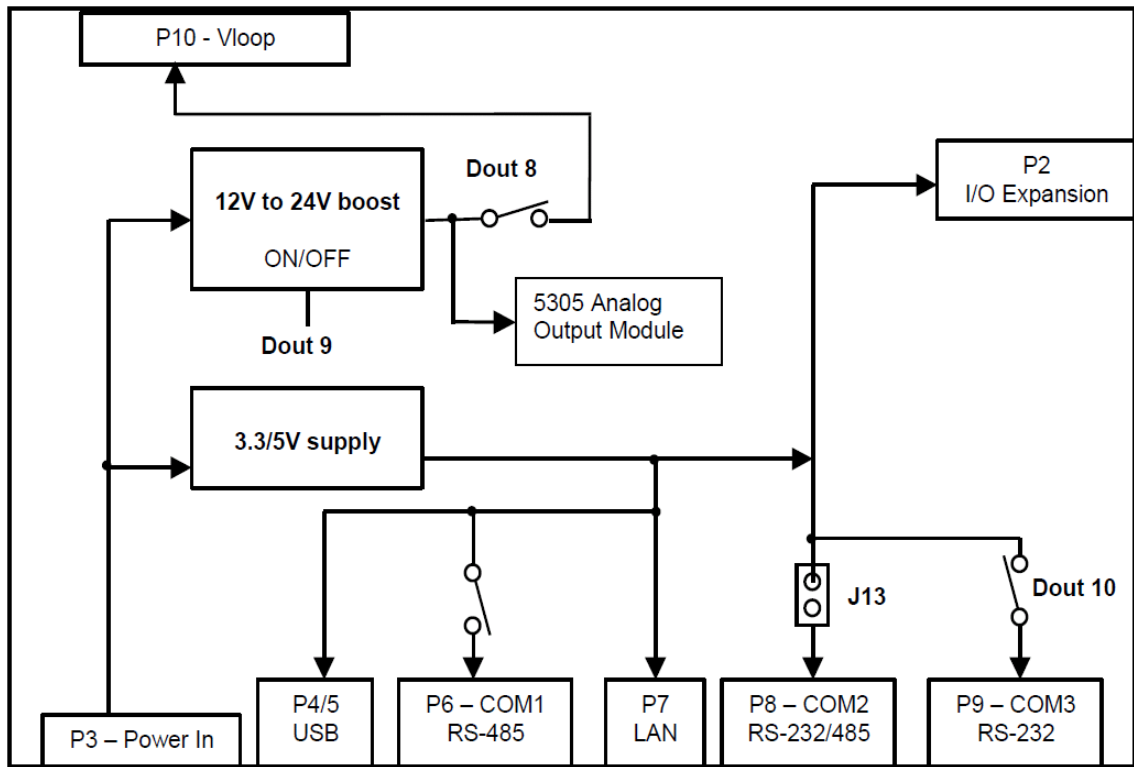 P10 - Vloop
Dout 8
12V to 24V boost
ON/OFF
P2
I/O Expansion
5305 Analog
Output Module
Dout 9
3.3/5V supply
J13
Dout 10
P4/5
USB
P6 – COM1
RS-485
P7
LAN
P8 – COM2
RS-232/485
P9 – COM3
RS-232
P3 – Power In